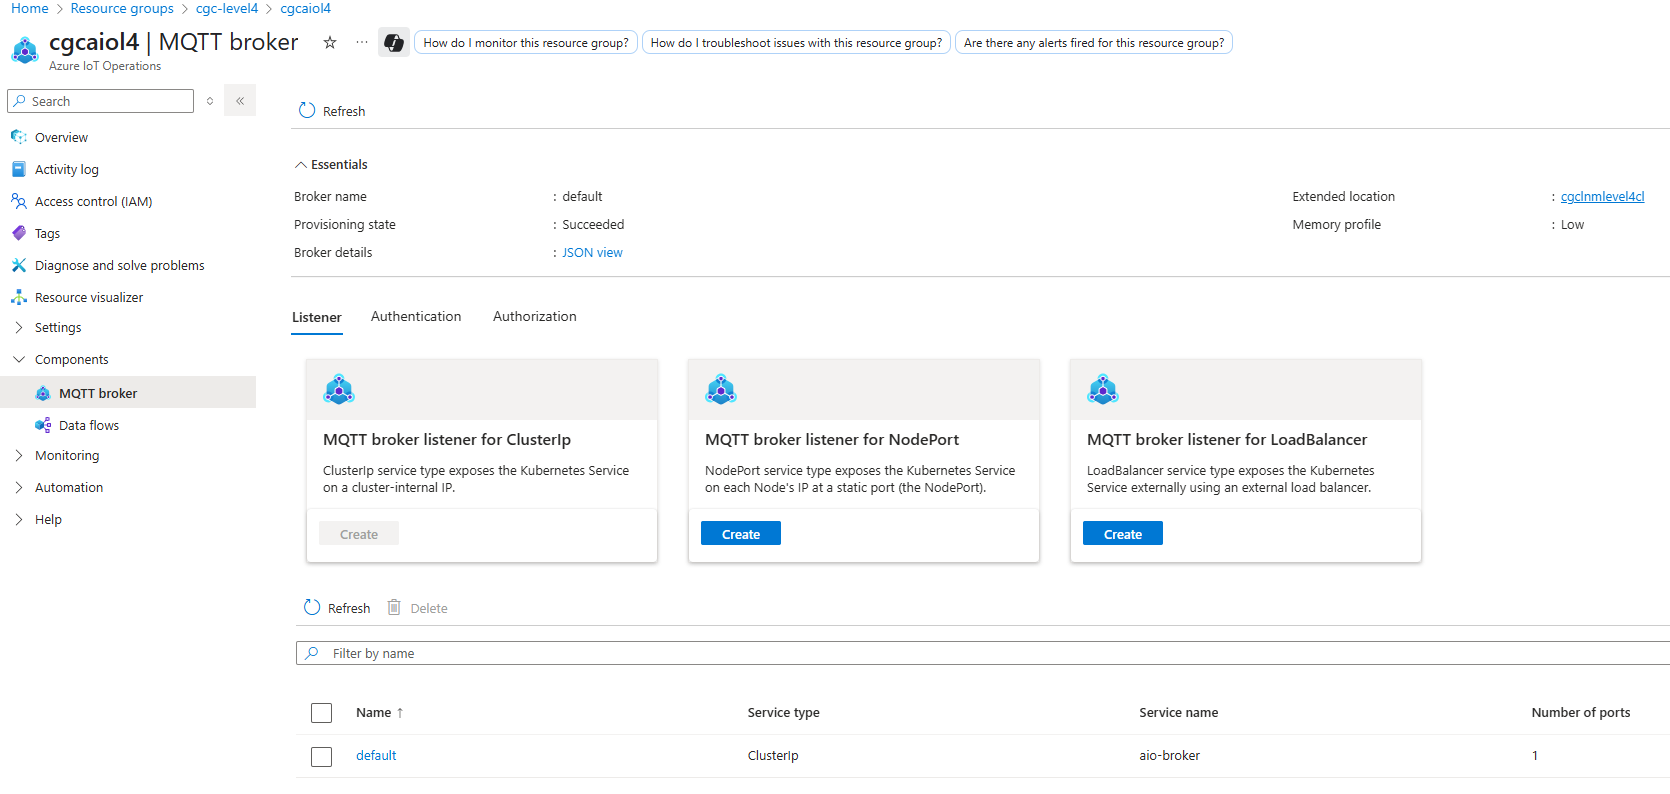 Home > Resource groups > cgc-level4 > cgcaiol4
cgcaiol4 | MQTT broker
Azure IoT Operations
How do I monitor this resource group?
How do I troubleshoot issues with this resource group?
Are there any alerts fired for this resource group?
Search
Overview
Activity log
Access control (IAM)
Tags
Diagnose and solve problems
Resource visualizer
Settings
Components
MQTT broker
Data flows
Monitoring
Automation
Help
Refresh
Essentials
Broker name : default
Provisioning state : Succeeded
Broker details : JSON view
Extended location : cgclnmlevel4cl
Memory profile : Low
Listener Authentication Authorization
MQTT broker listener for ClusterIp
ClusterIp service type exposes the Kubernetes Service
on a cluster-internal IP.
Create
MQTT broker listener for NodePort
NodePort service type exposes the Kubernetes Service
on each Node's IP at a static port (the NodePort).
Create
MQTT broker listener for LoadBalancer
LoadBalancer service type exposes the Kubernetes
Service externally using an external load balancer.
Create
Refresh Delete
Filter by name
Name ↑ Service type Service name Number of ports
default ClusterIp aio-broker 1